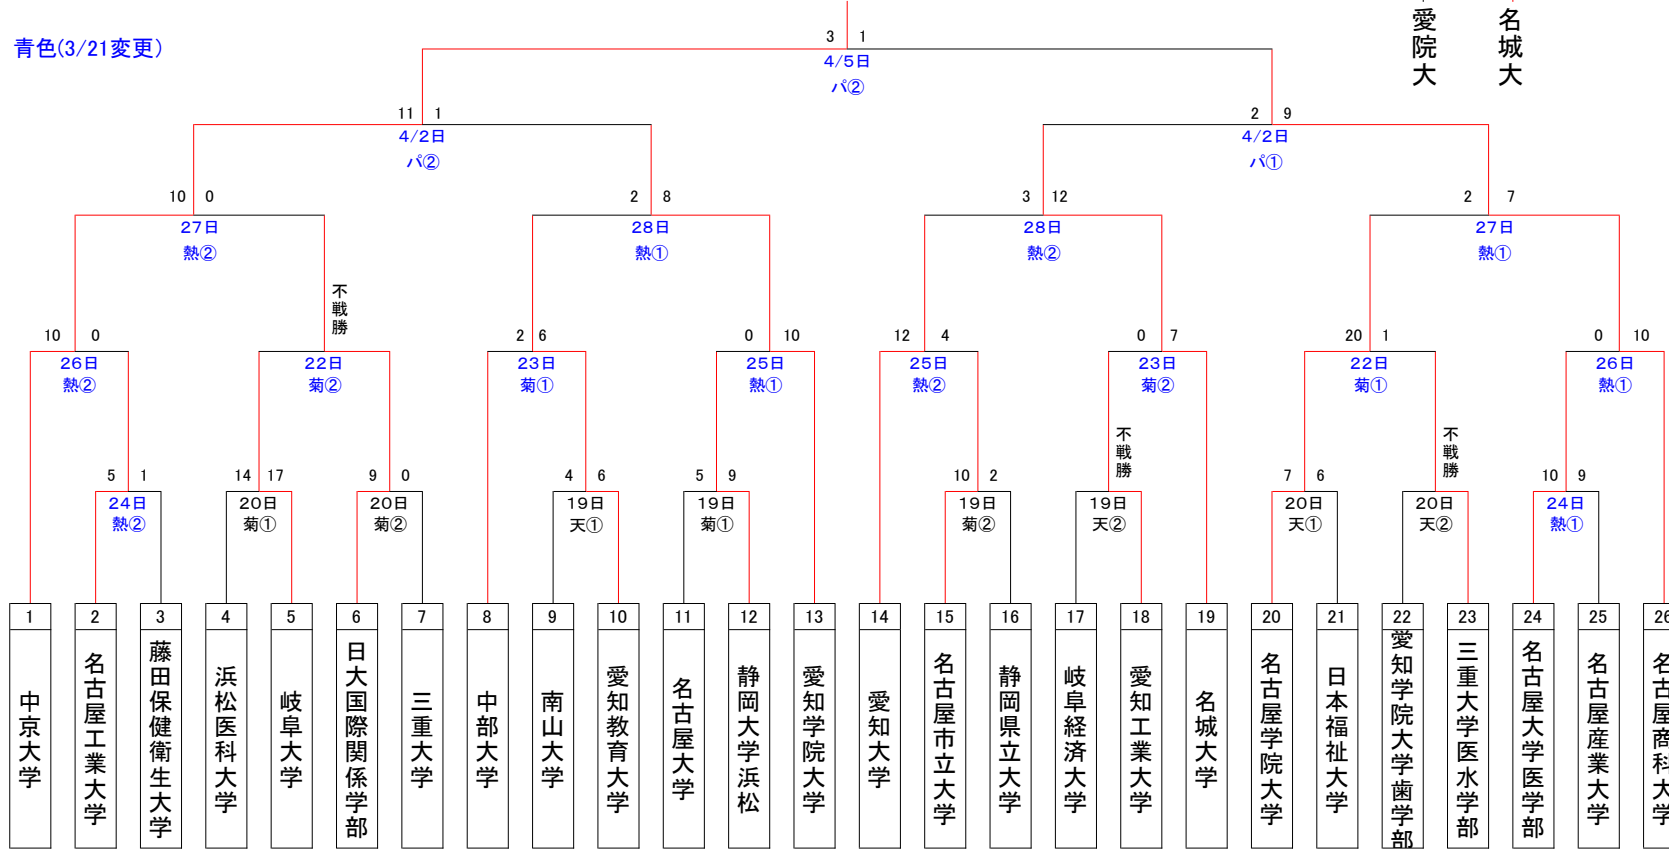 愛院大
名城大
青色(3/21変更)
3 1
4/5日
パ②
11 1
4/2日
パ②
2 9
4/2日
パ①
10 0
27日
熱②
2 8
28日
熱①
3 12
28日
熱②
2 7
27日
熱①
不戦勝
10 0
26日
熱②
22日
菊②
2 6
23日
菊①
0 10
25日
熱①
12 4
25日
熱②
0 7
23日
菊②
20 1
22日
菊①
0 10
26日
熱①
不戦勝
不戦勝
5 1
24日
熱②
14 17
20日
菊①
9 0
20日
菊②
4 6
19日
天①
5 9
19日
菊①
10 2
19日
菊②
19日
天②
7 6
20日
天①
20日
天②
10 9
24日
熱①
1
2
3
4
5
6
7
8
9
10
11
12
13
14
15
16
17
18
19
20
21
22
23
24
25
26
中京大学
名古屋工業大学
藤田保健衛生大学
浜松医科大学
岐阜大学
日大国際関係学部
三重大学
中部大学
南山大学
愛知教育大学
名古屋大学
静岡大学浜松
愛知学院大学
愛知大学
名古屋市立大学
静岡県立大学
岐阜経済大学
愛知工業大学
名城大学
名古屋学院大学
日本福祉大学
愛知学院大学歯学部
三重大学医水学部
名古屋大学医学部
名古屋産業大学
名古屋商科大学